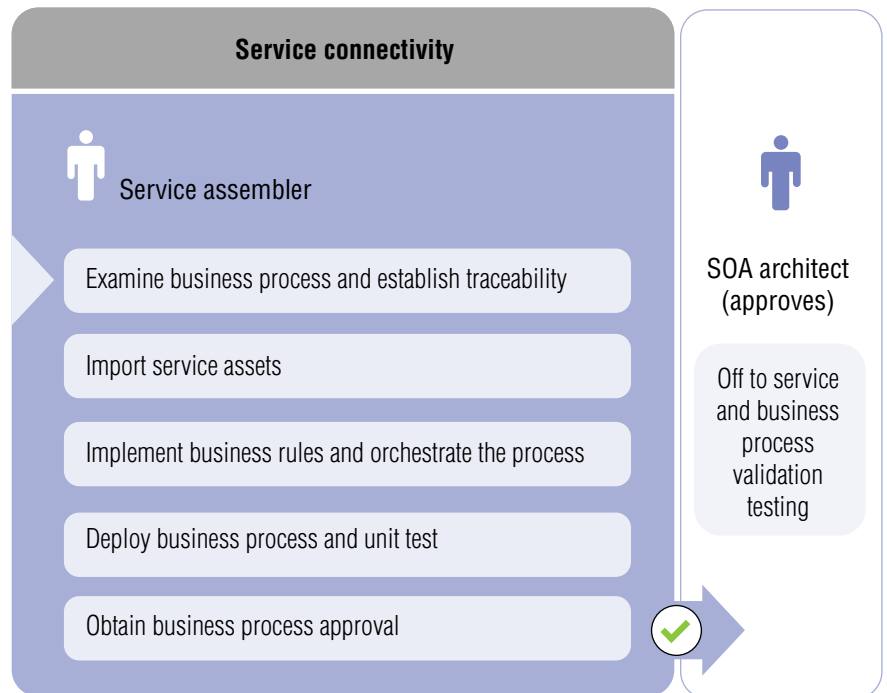 Service connectivity
Service assembler
Examine business process and establish traceability
Import service assets
Implement business rules and orchestrate the process
Deploy business process and unit test
Obtain business process approval
SOA architect
(approves)
Off to service
and business
process
validation
testing